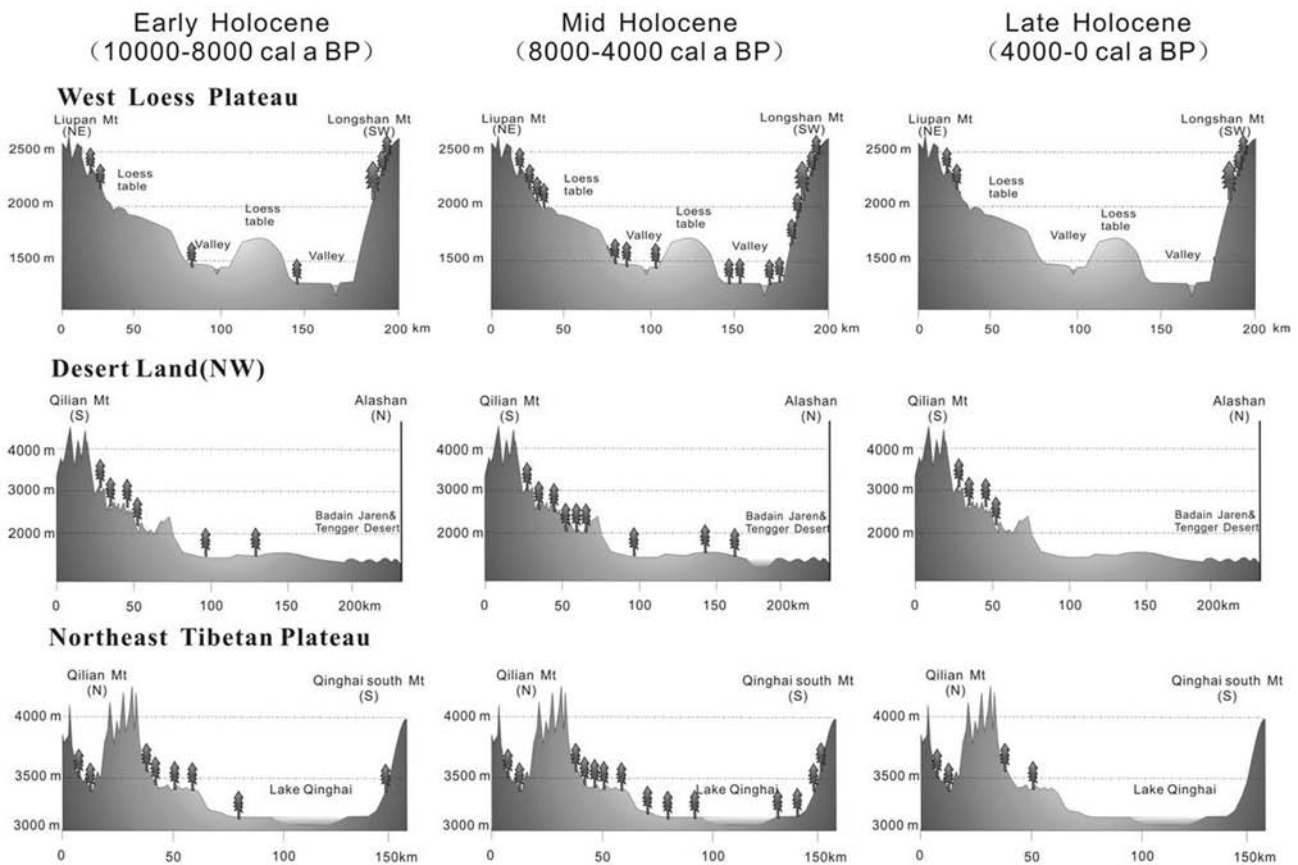 Early Holocene
(10000-8000 cal a BP)
Mid Holocene
(8000-4000 cal a BP)
Late Holocene
(4000-0 cal a BP)
West Loess Plateau
Liupan Mt
(NE)
Longshan Mt
(SW)
2500 m
2000 m
1500 m
Loess
table
Loess
table
Valley
Valley
0 50 100 150 200 km
Liupan Mt
(NE)
Longshan Mt
(SW)
2500 m
2000 m
1500 m
Loess
table
Loess
table
Valley
Valley
0 50 100 150 200 km
Liupan Mt
(NE)
Longshan Mt
(SW)
2500 m
2000 m
1500 m
Loess
table
Loess
table
Valley
Valley
0 50 100 150 200 km
Desert Land(NW)
Qilian Mt
(S)
Alashan
(N)
4000 m
3000 m
2000 m
Badain Jaren&
Tengger Desert
0 50 100 150 200km
Qilian Mt
(S)
Alashan
(N)
4000 m
3000 m
2000 m
Badain Jaren&
Tengger Desert
0 50 100 150 200km
Qilian Mt
(S)
Alashan
(N)
4000 m
3000 m
2000 m
Badain Jaren&
Tengger Desert
0 50 100 150 200km
Northeast Tibetan Plateau
Qilian Mt
(N)
Qinghai south Mt
(S)
4000 m
3500 m
3000 m
Lake Qinghai
0 50 100 150km
Qilian Mt
(N)
Qinghai south Mt
(S)
4000 m
3500 m
3000 m
Lake Qinghai
0 50 100 150km
Qilian Mt
(N)
Qinghai south Mt
(S)
4000 m
3500 m
3000 m
Lake Qinghai
0 50 100 150km